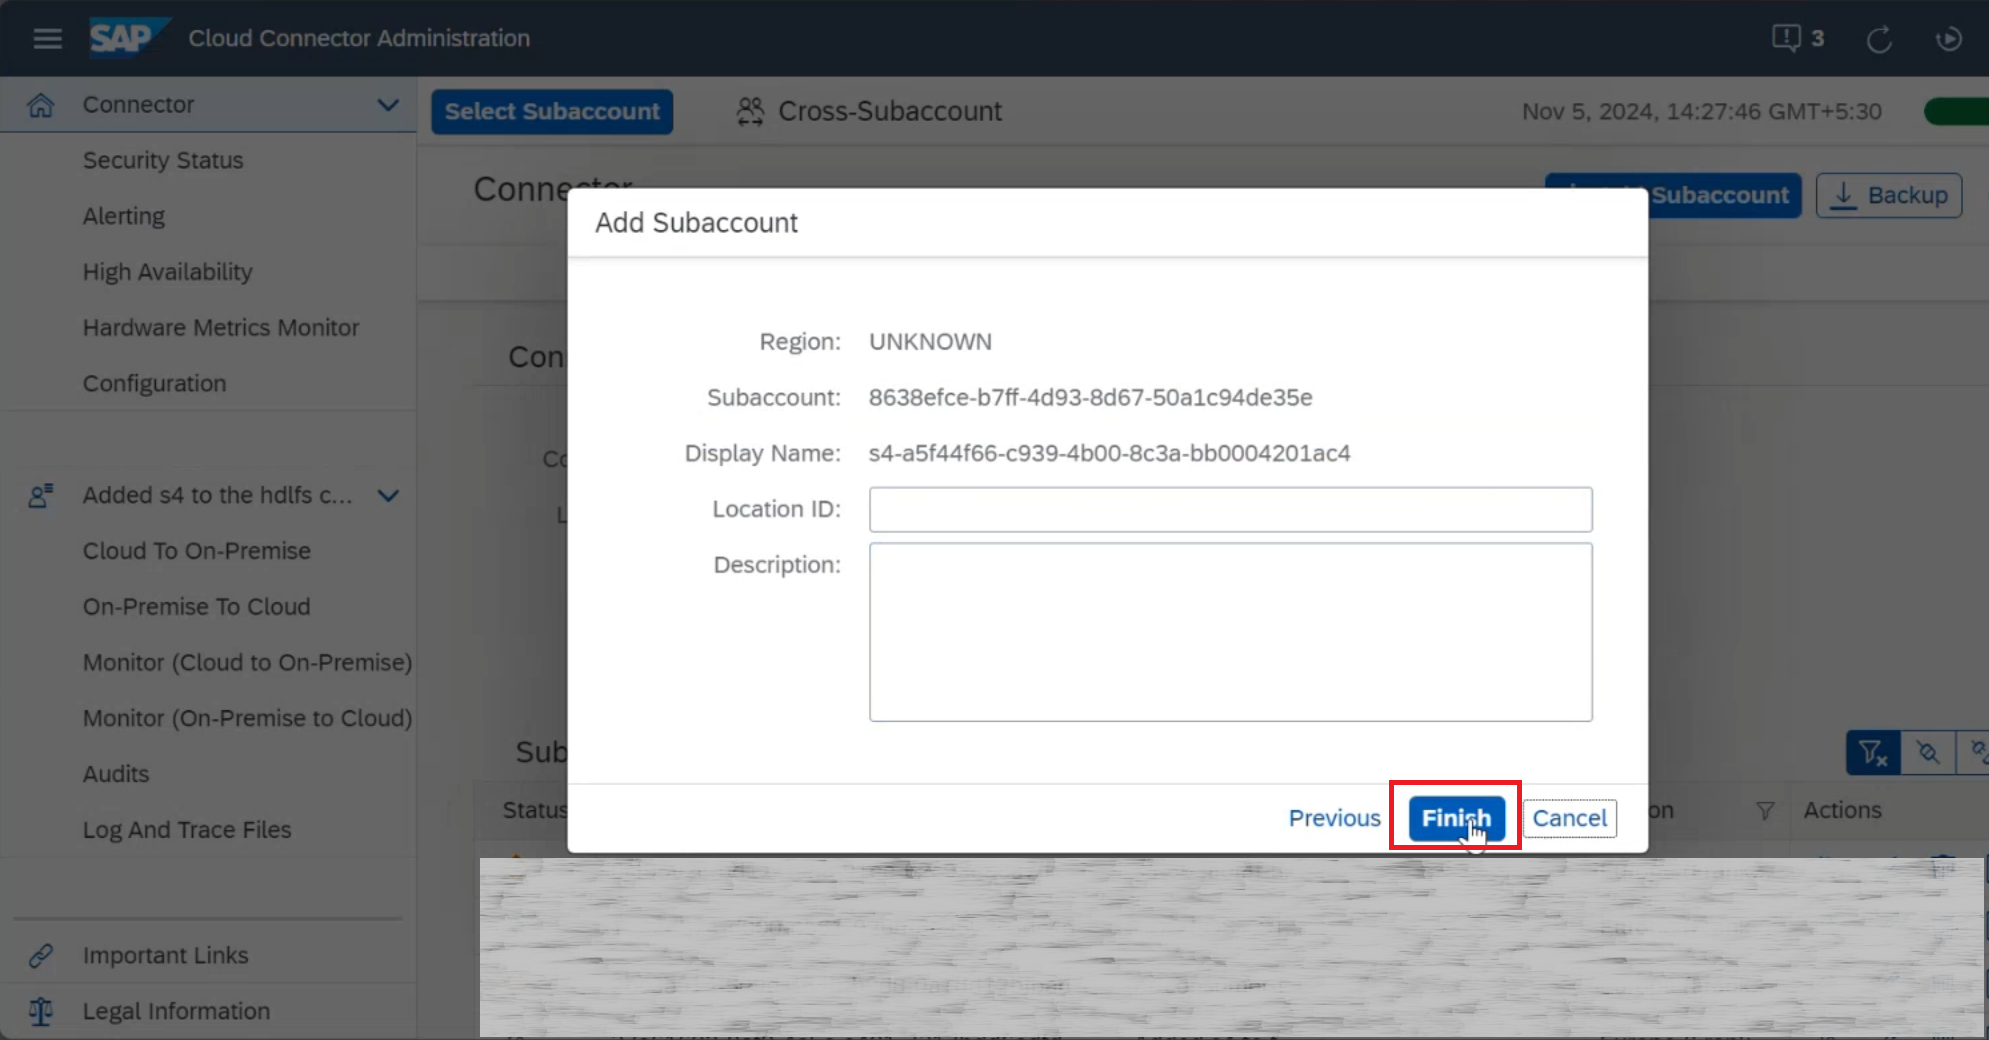 SAP Cloud Connector Administration
3
Connector
Select Subaccount
Cross-Subaccount
Nov 5, 2024, 14:27:46 GMT+5:30
Security Status
Alerting
High Availability
Hardware Metrics Monitor
Configuration
Added s4 to the hdlfs c...
Cloud To On-Premise
On-Premise To Cloud
Monitor (Cloud to On-Premise)
Monitor (On-Premise to Cloud)
Audits
Log And Trace Files
Important Links
Legal Information
Connector
Subaccount
Backup
Con
Co
L
Sub
Status
on
Actions
Add Subaccount
Region: UNKNOWN
Subaccount: 8638efce-b7ff-4d93-8d67-50a1c94de35e
Display Name: s4-a5f44f66-c939-4b00-8c3a-bb0004201ac4
Location ID:
Description:
Previous
Finish
Cancel